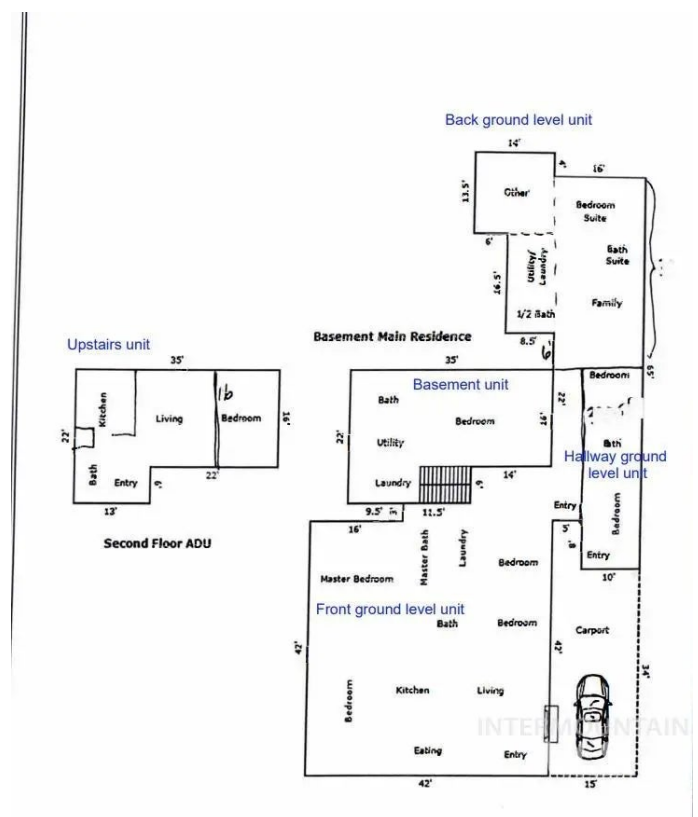 Back ground level unit
14'
4'
16'
13.5'
Other
Bedroom
Suite
6'
Utility/
Laundry
Bath
Suite
16.5'
Family
1/2 Bath
8.5'
6'
65'
Upstairs unit
35'
Kitchen
Living
16
Bedroom
16'
22'
Bath
Entry
6'
22'
13'
Second Floor ADU
Basement Main Residence
35'
Basement unit
Bath
Bedroom
22'
Utility
16'
22'
Laundry
14'
6'
9.5'
3'
11.5'
Bedroom
Bath
Hallway ground
level unit
Bedroom
Entry
5'
8'
Entry
10'
16'
Master Bath
Laundry
Bedroom
Master Bedroom
Front ground level unit
Bath
Bedroom
42'
42'
Carport
34'
Bedroom
Kitchen
Living
Eating
Entry
42'
15'
INTERMOUNTAIN